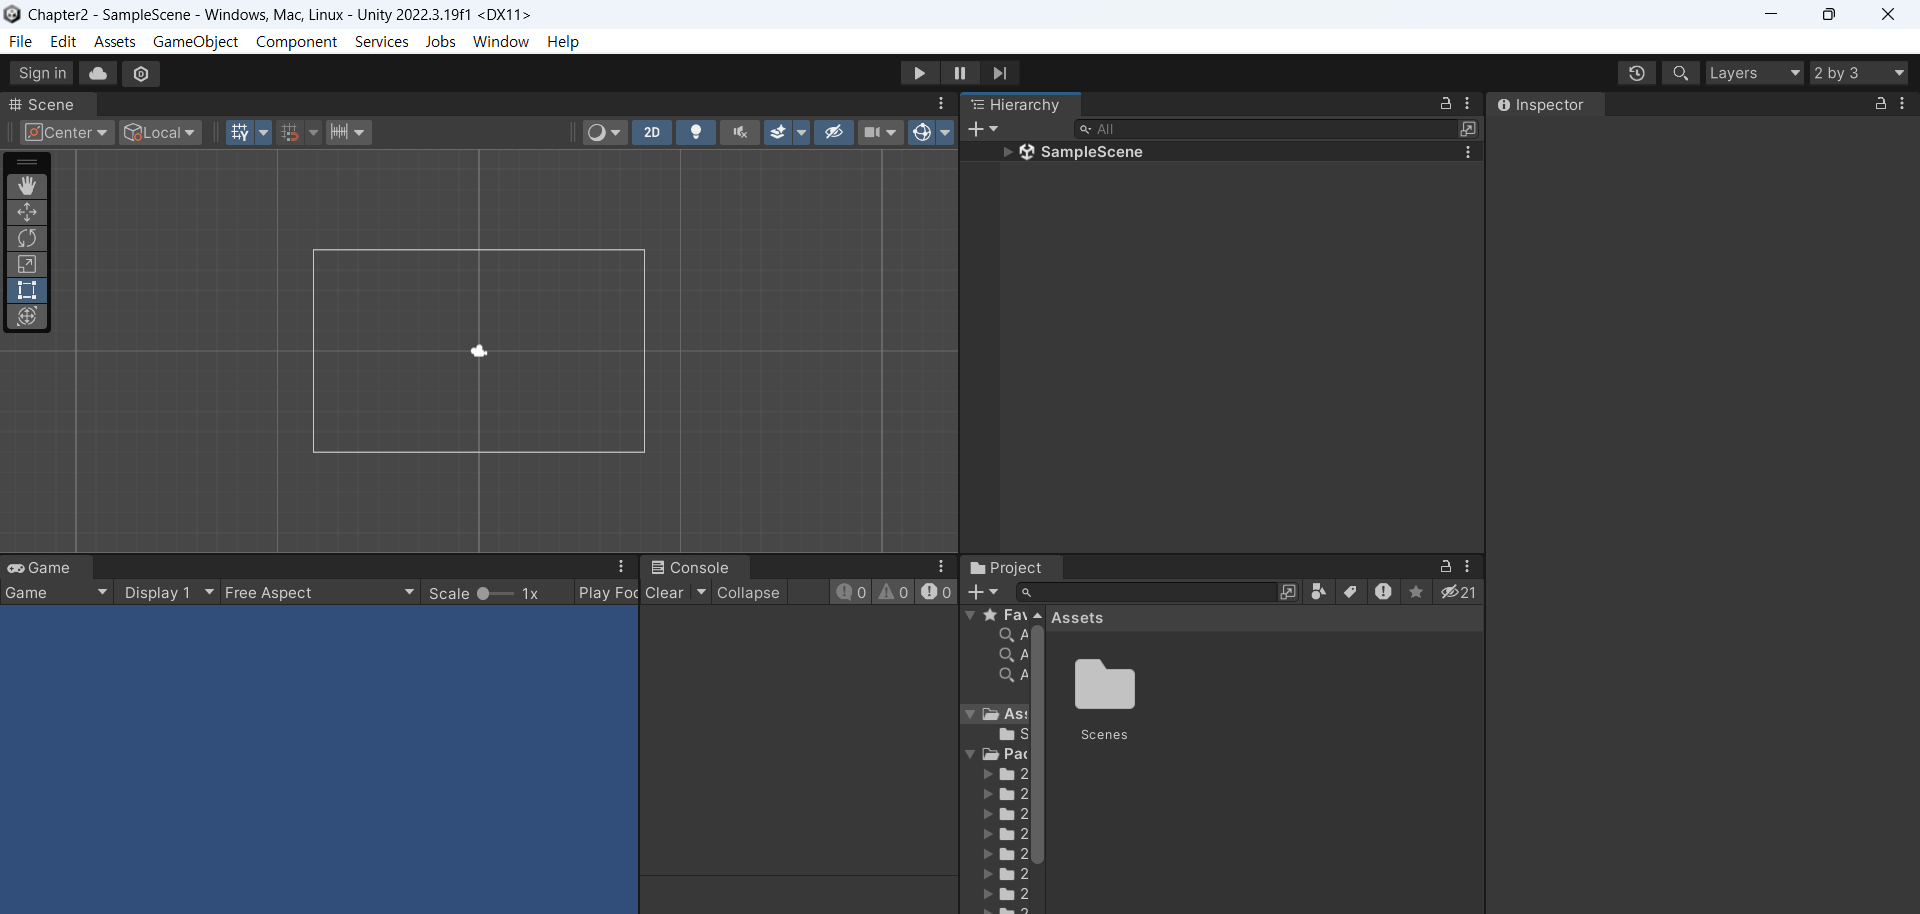 Chapter2 - SampleScene - Windows, Mac, Linux - Unity 2022.3.19f1 <DX11>
File Edit Assets GameObject Component Services Jobs Window Help
Sign in Layers 2 by 3
Scene
Center Local 2D
Hierarchy
All
SampleScene
Inspector
Game
Game Display 1 Free Aspect Scale 1x Play Foc
Console
Clear Collapse 0 0 0
Project
21
Fav
A
A
A
Ass
S
Pac
2
2
2
2
2
2
2
2
Assets
Scenes